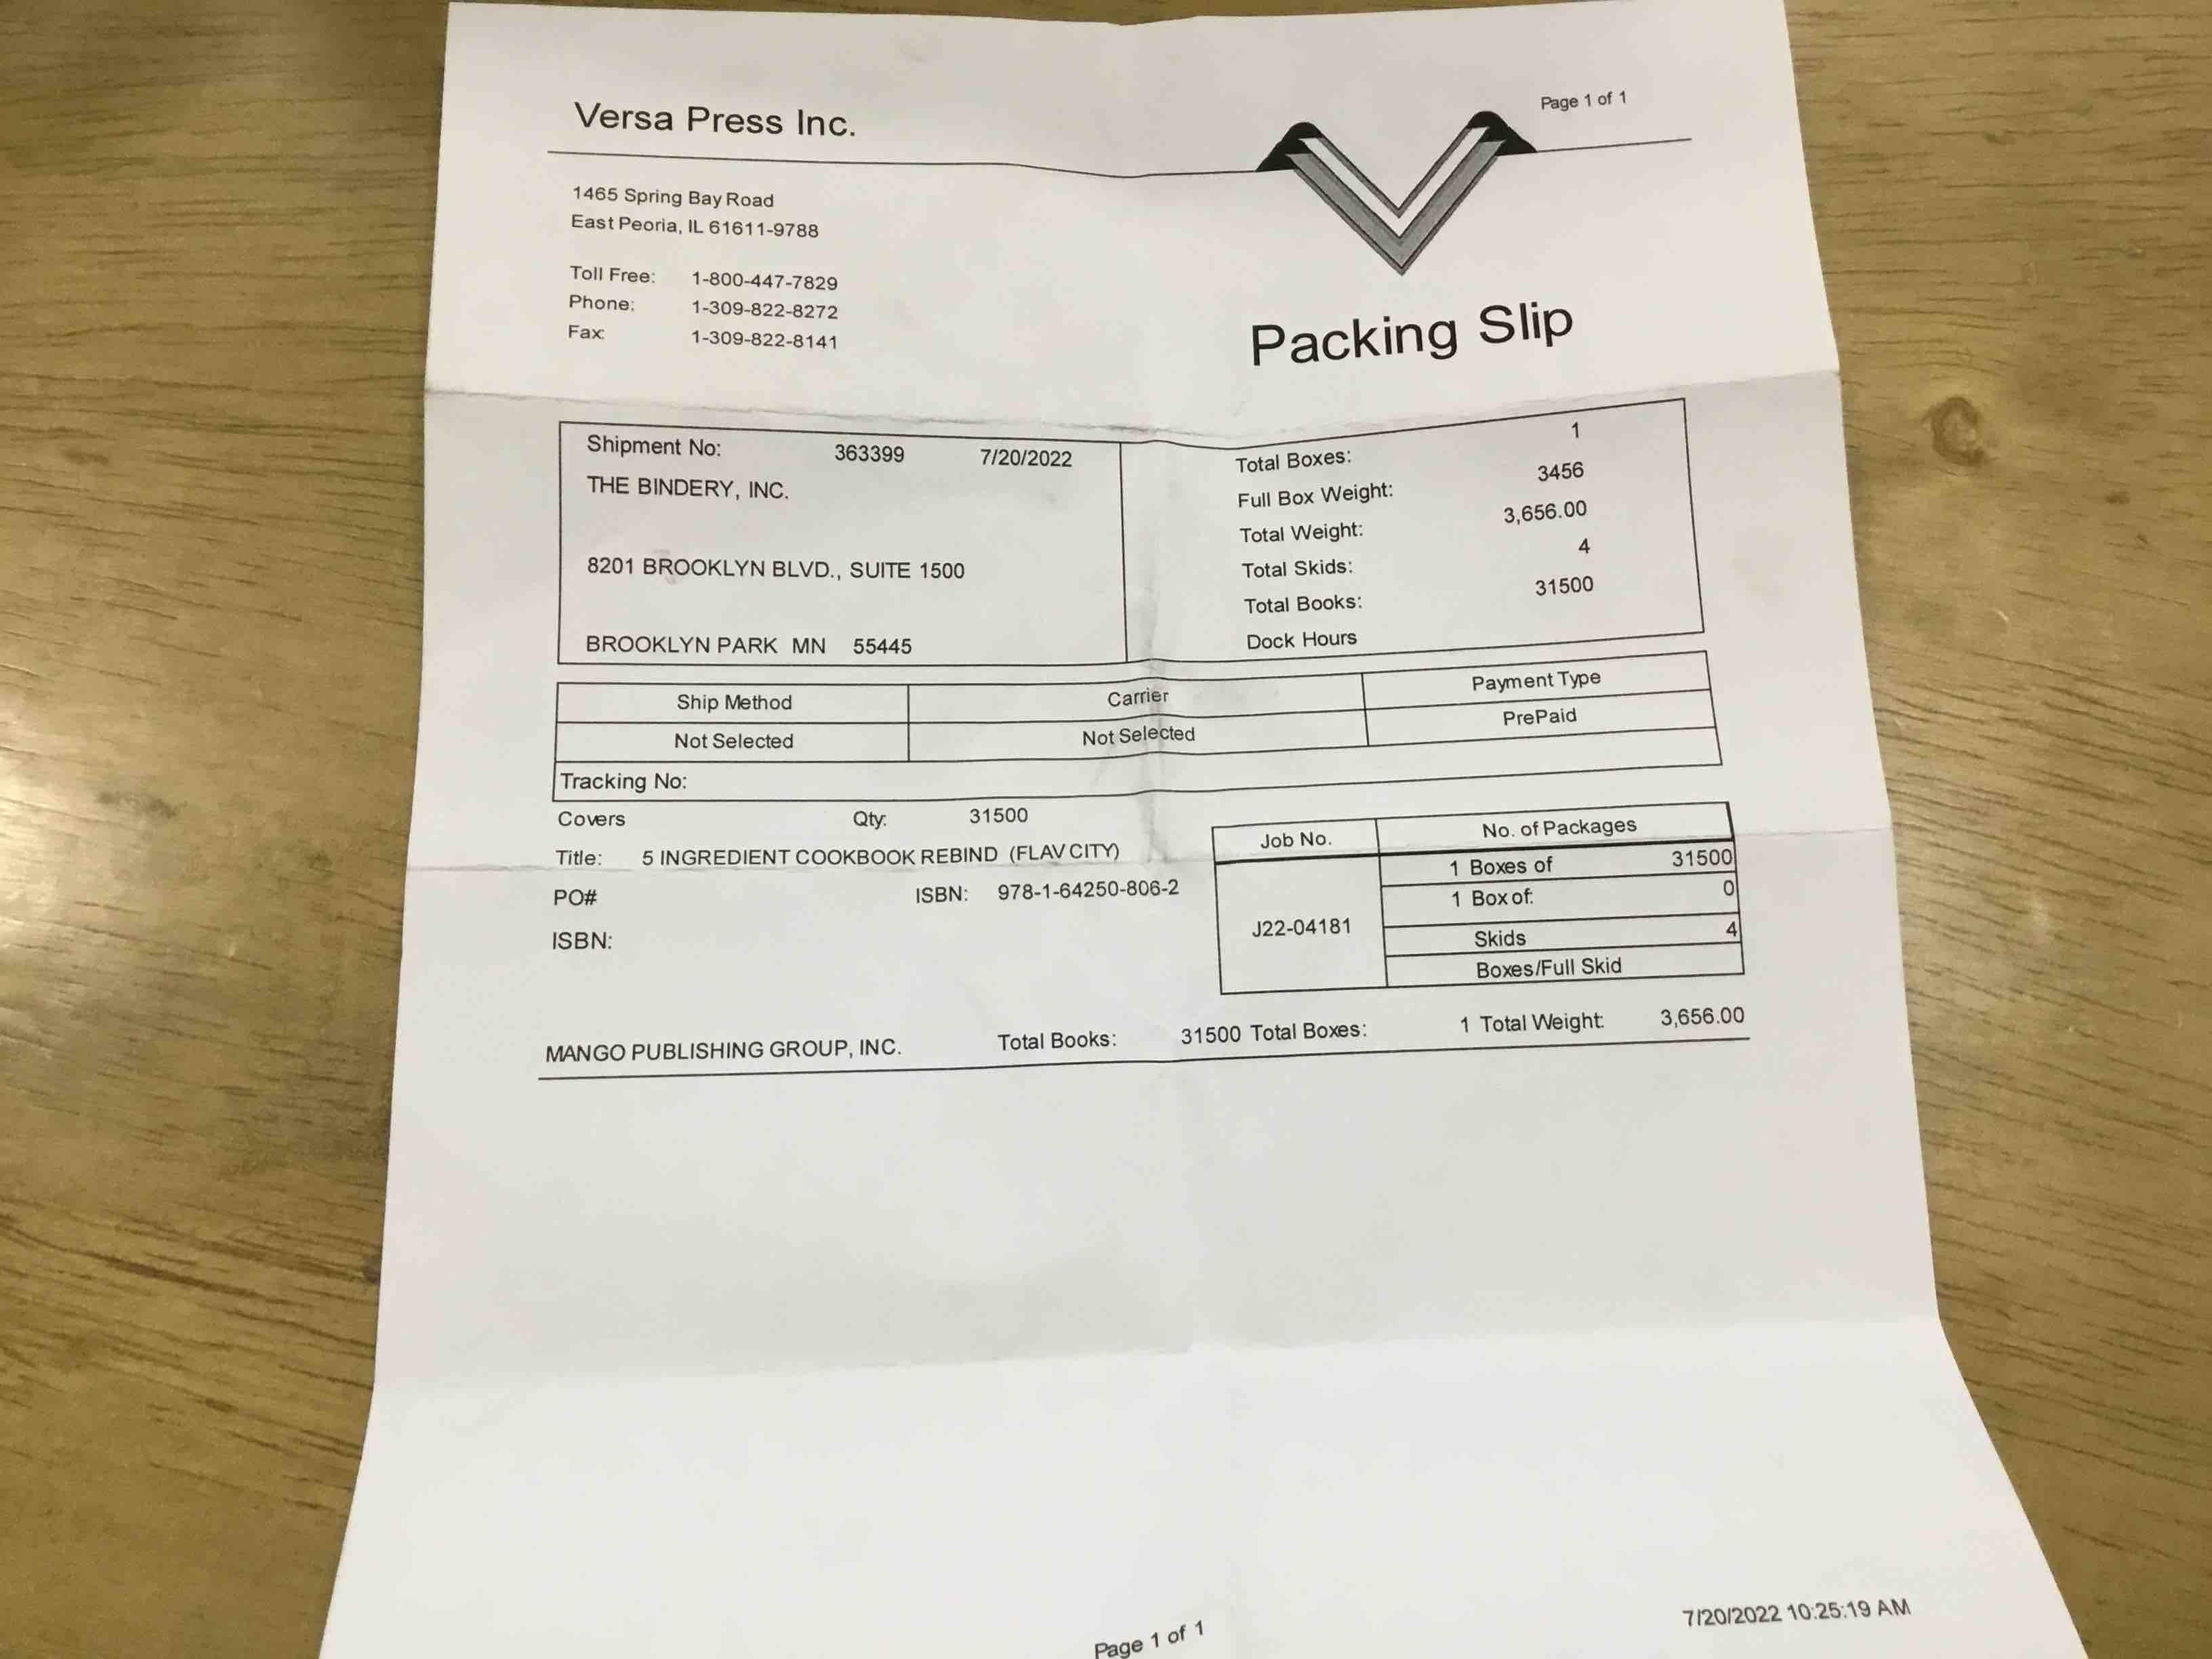 Page 1 of 1
Versa Press Inc.
1465 Spring Bay Road
East Peoria, IL 61611-9788
Toll Free: 1-800-447-7829
Phone: 1-309-822-8272
Fax: 1-309-822-8141
Packing Slip
Shipment No: 363399 7/20/2022
THE BINDERY, INC.
8201 BROOKLYN BLVD., SUITE 1500
BROOKLYN PARK MN 55445
Total Boxes: 1
Full Box Weight: 3456
Total Weight: 3,656.00
Total Skids: 4
Total Books: 31500
Dock Hours
Ship Method Carrier Payment Type
Not Selected Not Selected PrePaid
Tracking No:
Covers Qty: 31500
Title: 5 INGREDIENT COOKBOOK REBIND (FLAV CITY)
PO# ISBN: 978-1-64250-806-2
ISBN:
Job No. No. of Packages
J22-04181
1 Boxes of 31500
1 Box of: 0
Skids 4
Boxes/Full Skid
MANGO PUBLISHING GROUP, INC. Total Books: 31500 Total Boxes: 1 Total Weight: 3,656.00
7/20/2022 10:25:19 AM
Page 1 of 1